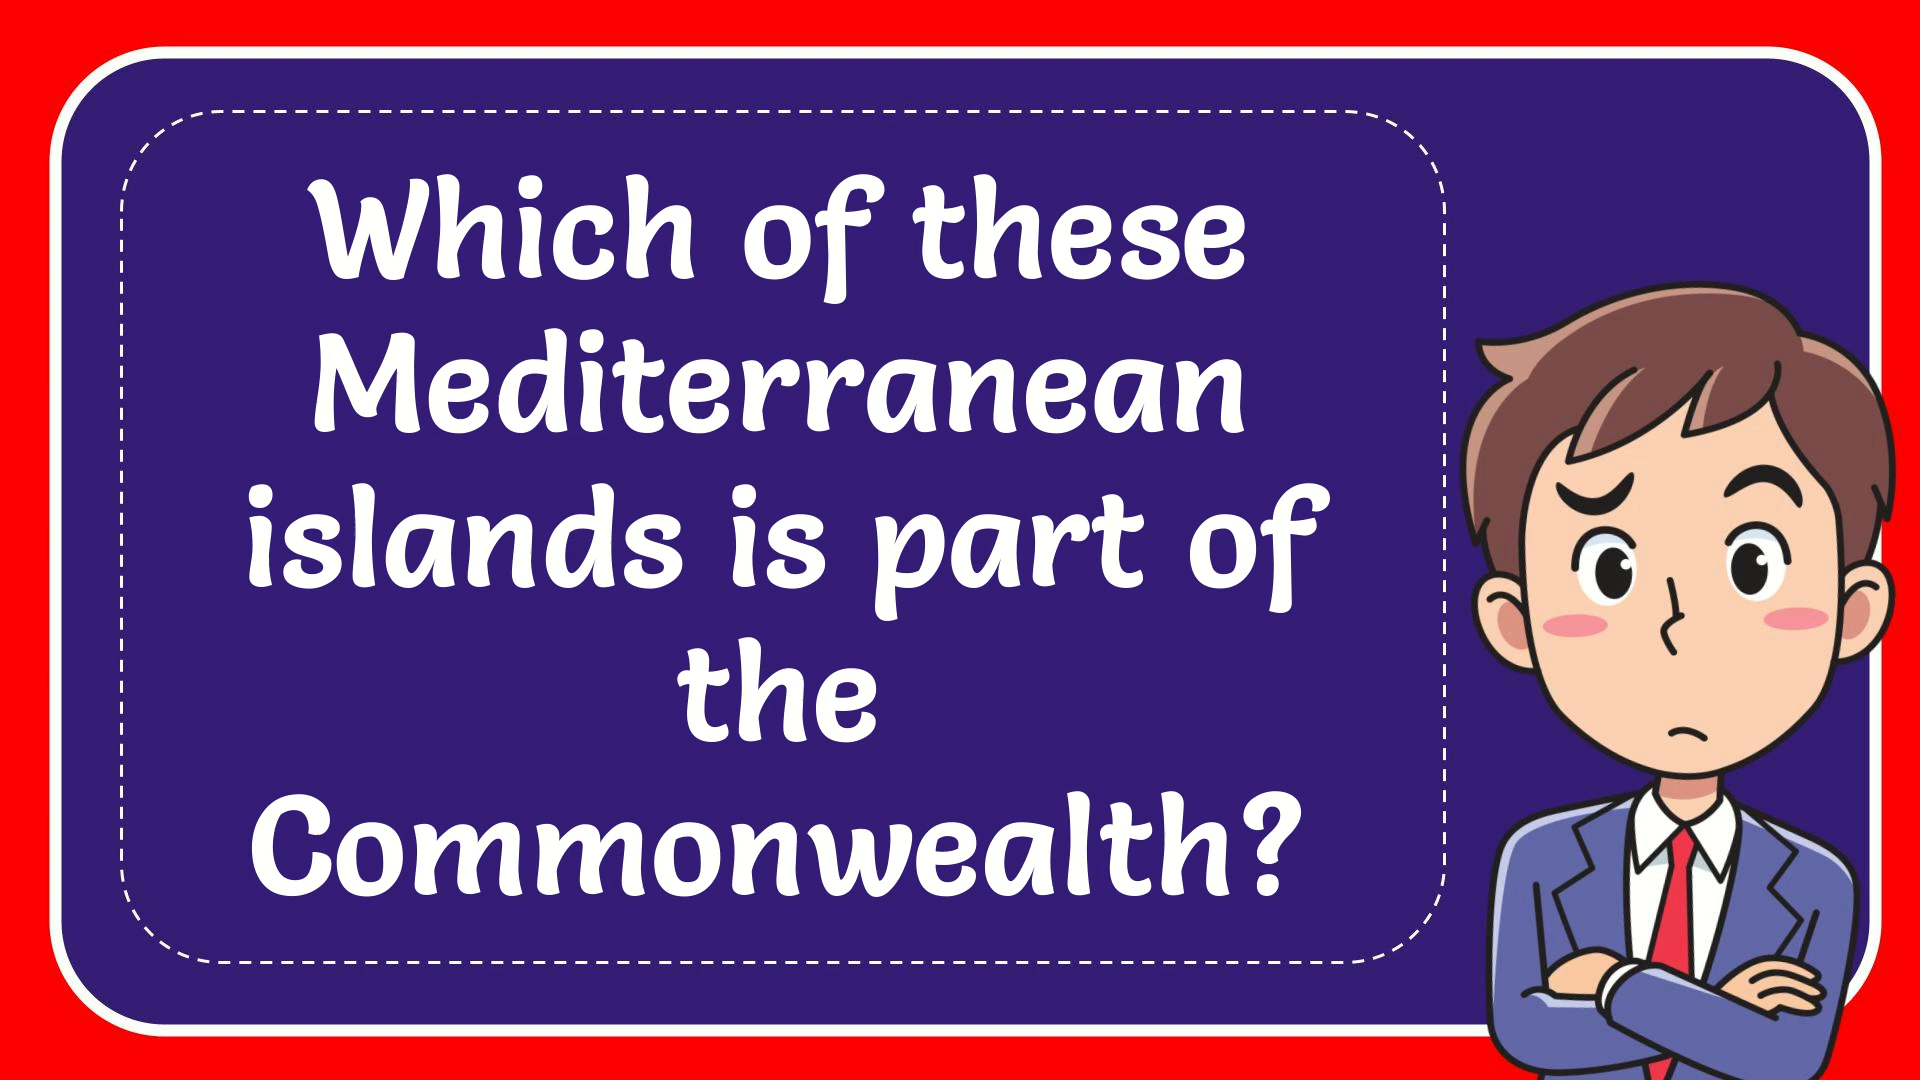 Which of these
Mediterranean
islands is part of
the
Commonwealth?